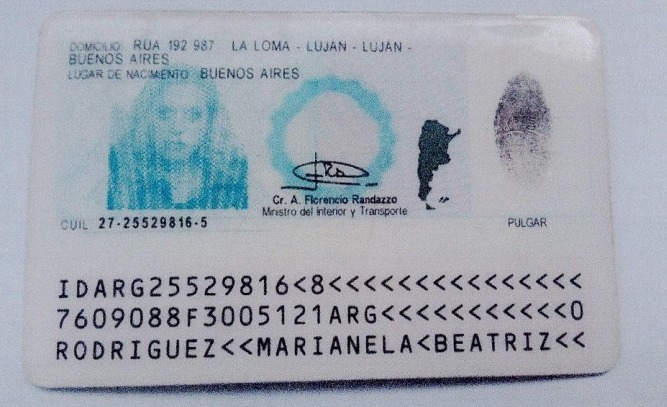 DOMICILIO RUA 192 987 LA LOMA - LUJAN - LUJÁN -
BUENOS AIRES
LUGAR DE NACIMIENTO BUENOS AIRES
Cr. A. Florencio Randazzo
Ministro del Interior y Transporte
CUIL 27-25529816-5
PULGAR
IDARG25529816<8<<<<<<<<<<<<<<<
7609088F3005121ARG<<<<<<<<<<<0
RODRIGUEZ<<MARIANELA<BEATRIZ<<